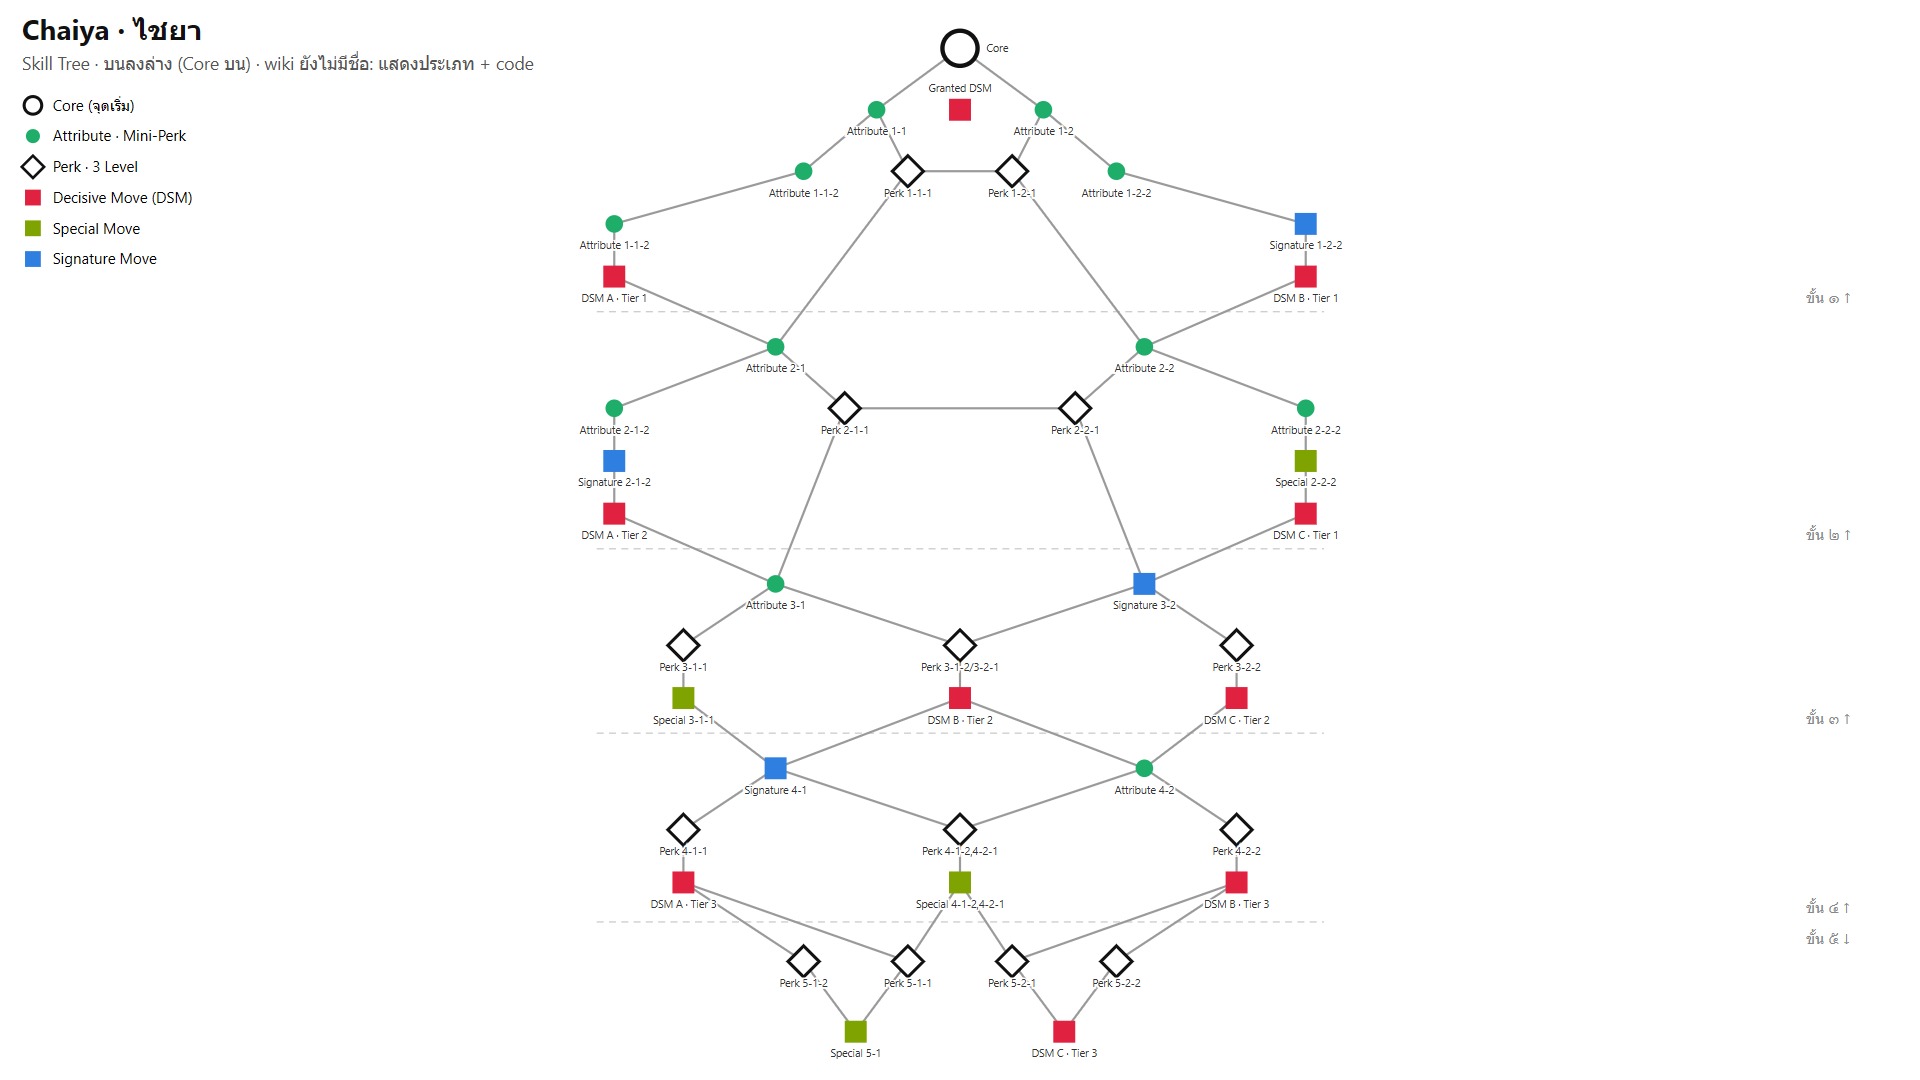 Chaiya · ไชยา
Skill Tree · บนลงล่าง (Core บน) · wiki ยังไม่มีชื่อ: แสดงประเภท + code
Core (จุดเริ่ม)
Attribute · Mini-Perk
Perk · 3 Level
Decisive Move (DSM)
Special Move
Signature Move
Core
Granted DSM
Attribute 1-1
Attribute 1-2
Attribute 1-1-2
Perk 1-1-1
Perk 1-2-1
Attribute 1-2-2
Attribute 1-1-2
Signature 1-2-2
DSM A · Tier 1
DSM B · Tier 1
ขั้น ๑ ↑
Attribute 2-1
Attribute 2-2
Attribute 2-1-2
Perk 2-1-1
Perk 2-2-1
Attribute 2-2-2
Signature 2-1-2
Special 2-2-2
DSM A · Tier 2
DSM C · Tier 1
ขั้น ๒ ↑
Attribute 3-1
Signature 3-2
Perk 3-1-1
Perk 3-1-2/3-2-1
Perk 3-2-2
Special 3-1-1
DSM B · Tier 2
DSM C · Tier 2
ขั้น ๓ ↑
Signature 4-1
Attribute 4-2
Perk 4-1-1
Perk 4-1-2,4-2-1
Perk 4-2-2
DSM A · Tier 3
Special 4-1-2,4-2-1
DSM B · Tier 3
ขั้น ๔ ↑
ขั้น ๕ ↓
Perk 5-1-2
Perk 5-1-1
Perk 5-2-1
Perk 5-2-2
Special 5-1
DSM C · Tier 3